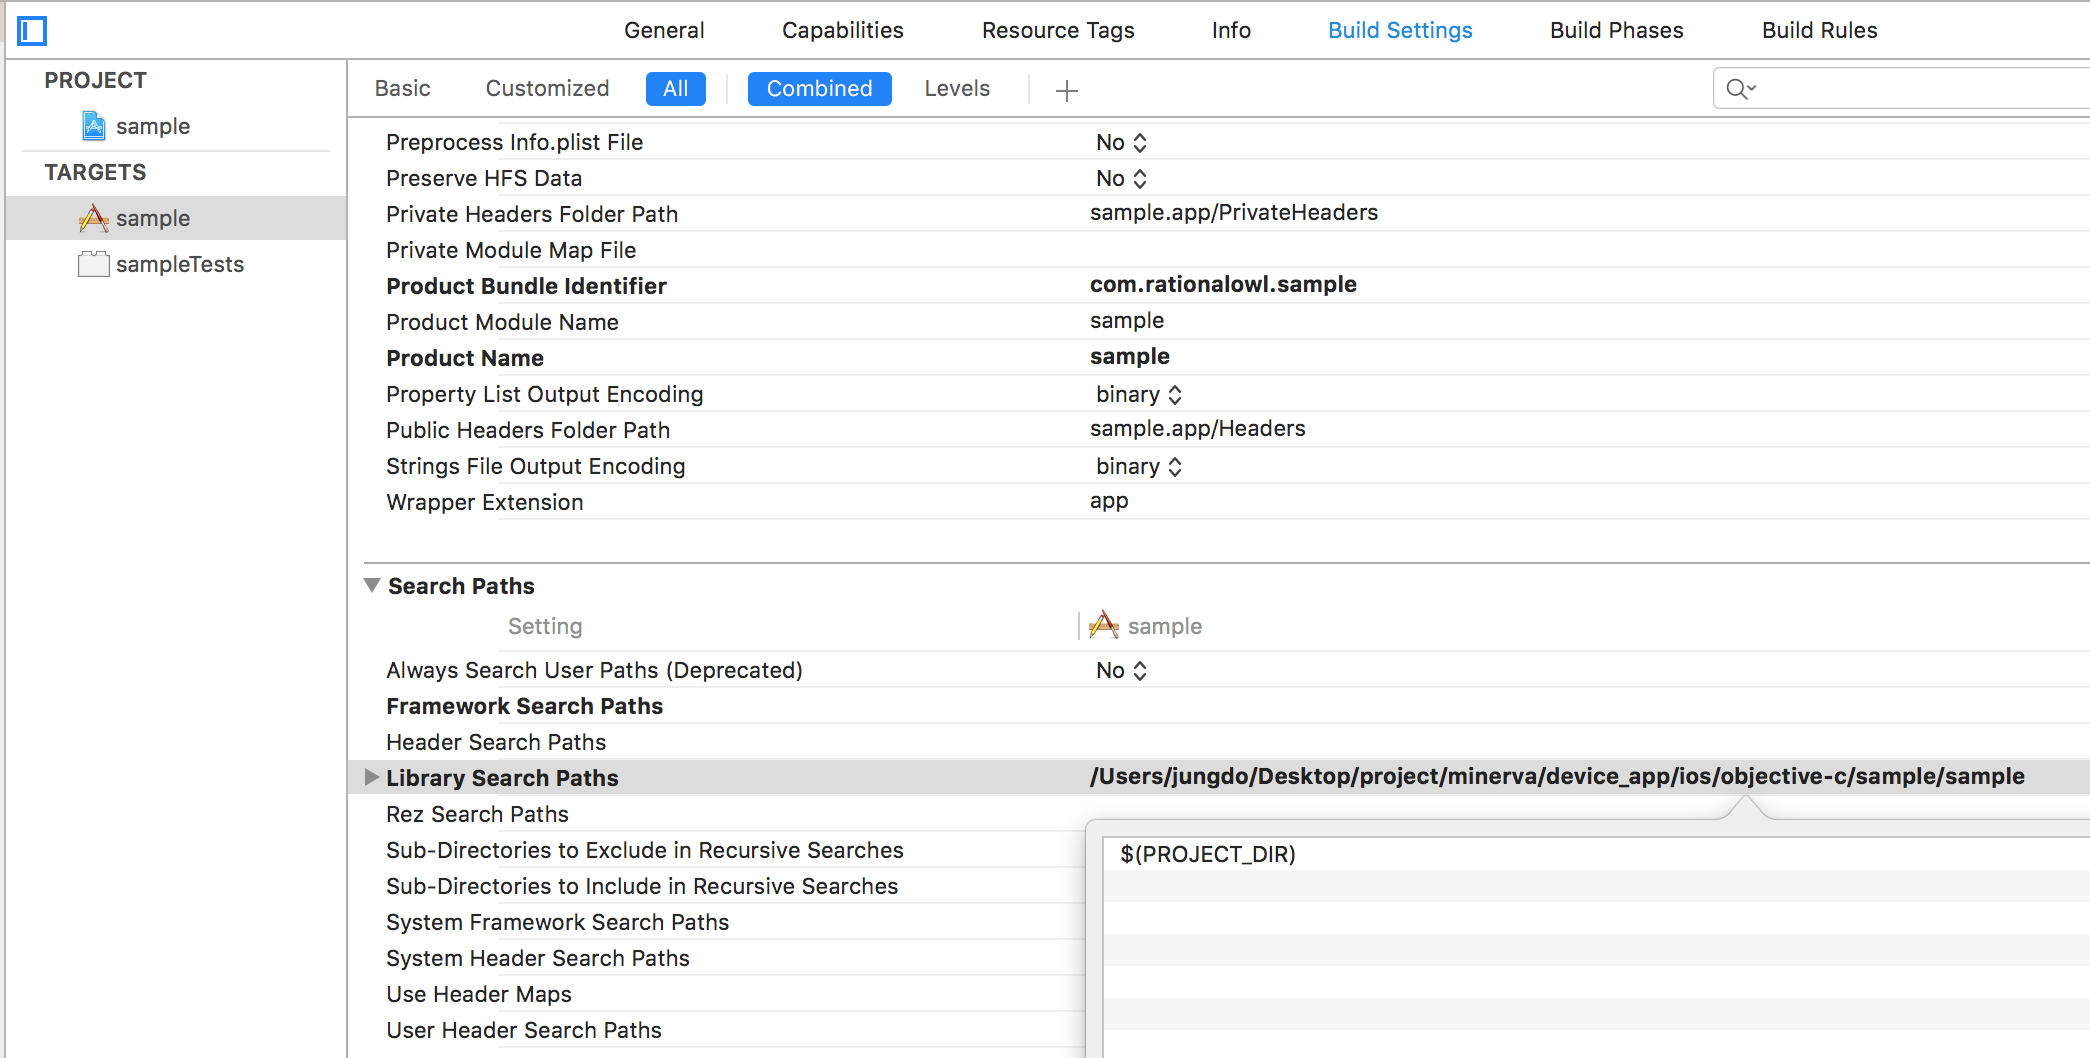 General Capabilities Resource Tags Info Build Settings Build Phases Build Rules
PROJECT
sample
TARGETS
sample
sampleTests
Basic Customized All Combined Levels
Preprocess Info.plist File No
Preserve HFS Data No
Private Headers Folder Path sample.app/PrivateHeaders
Private Module Map File
Product Bundle Identifier com.rationalowl.sample
Product Module Name sample
Product Name sample
Property List Output Encoding binary
Public Headers Folder Path sample.app/Headers
Strings File Output Encoding binary
Wrapper Extension app
Search Paths
Setting sample
Always Search User Paths (Deprecated) No
Framework Search Paths
Header Search Paths
Library Search Paths /Users/jungdo/Desktop/project/minerva/device_app/ios/objective-c/sample/sample
Rez Search Paths
$(PROJECT_DIR)
Sub-Directories to Exclude in Recursive Searches
Sub-Directories to Include in Recursive Searches
System Framework Search Paths
System Header Search Paths
Use Header Maps
User Header Search Paths